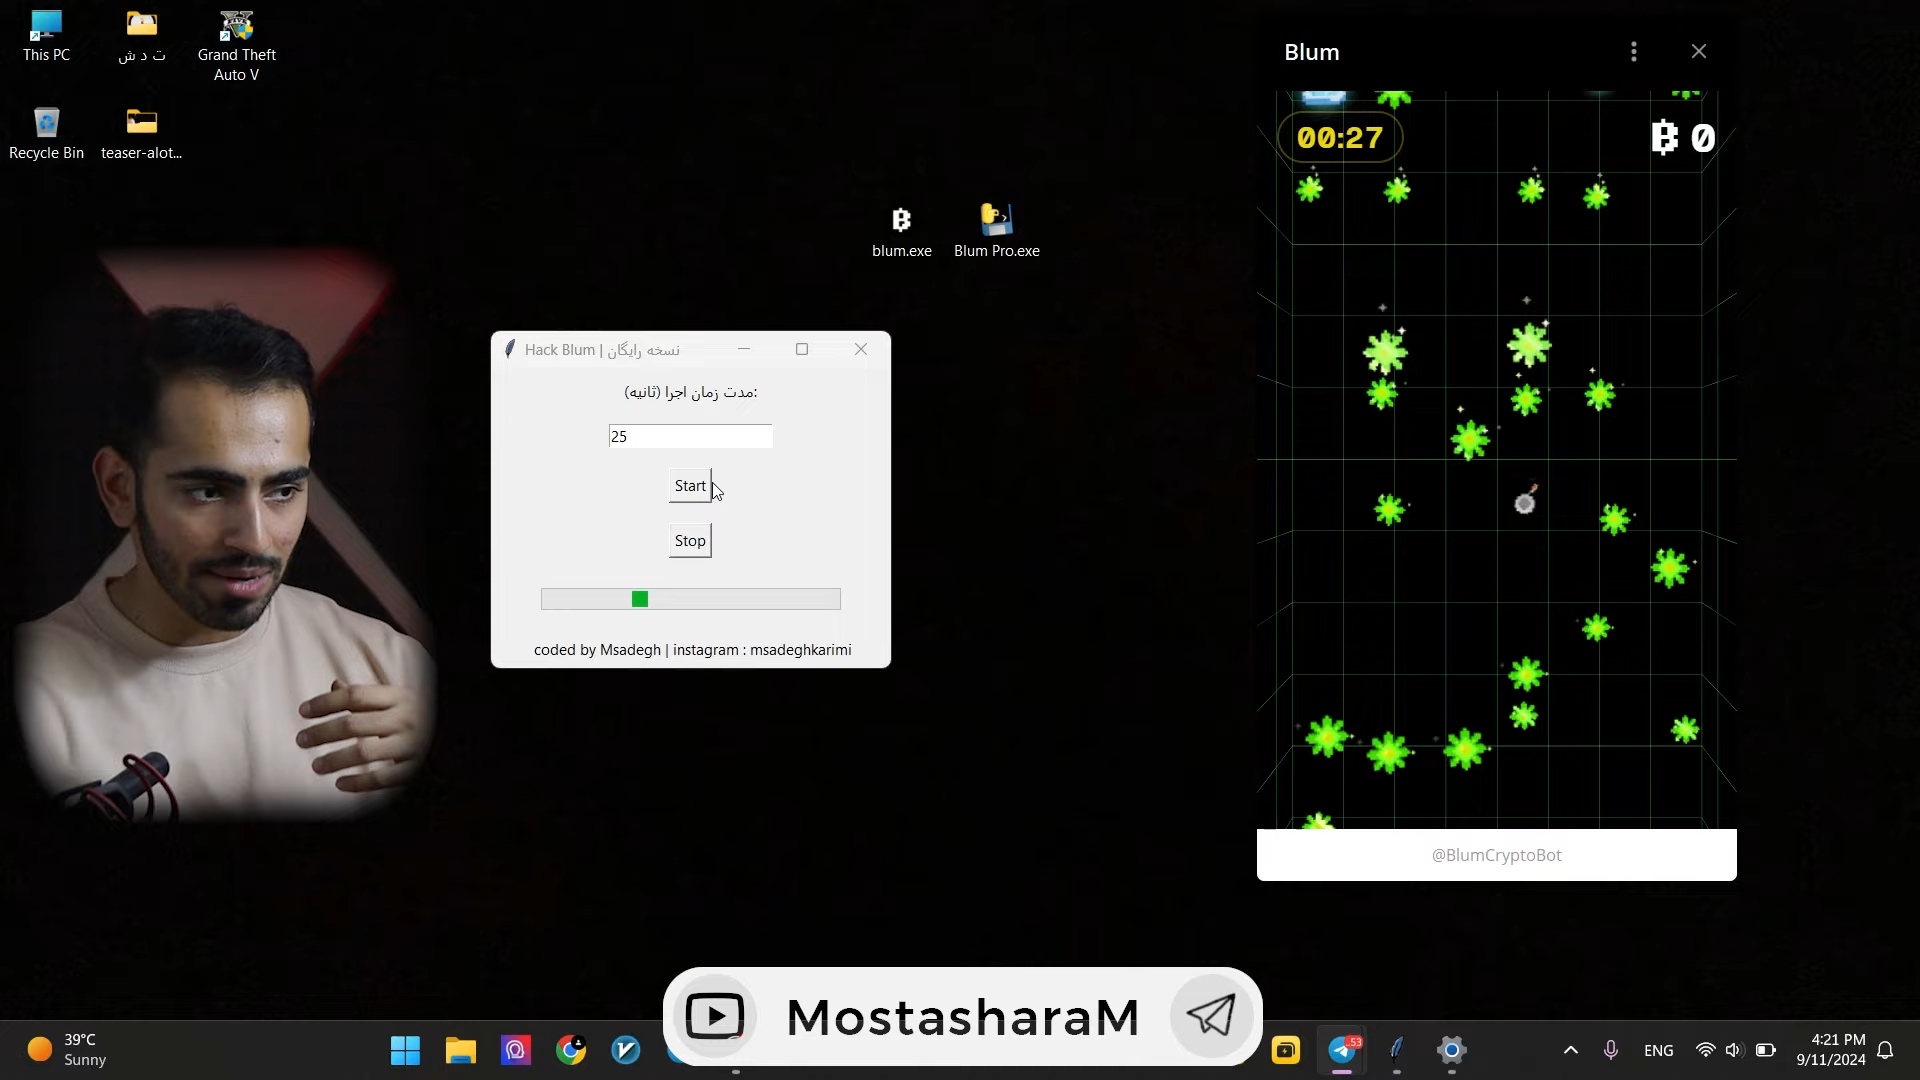 This PC
ت د ش
Grand Theft
Auto V
Recycle Bin
teaser-alot...
blum.exe
Blum Pro.exe
Hack Blum | نسخه رایگان
مدت زمان اجرا (ثانیه):
25
Start
Stop
coded by Msadegh | instagram : msadeghkarimi
Blum
00:27
0
@BlumCryptoBot
MostasharaM
39°C
Sunny
..53
ENG
4:21 PM
9/11/2024